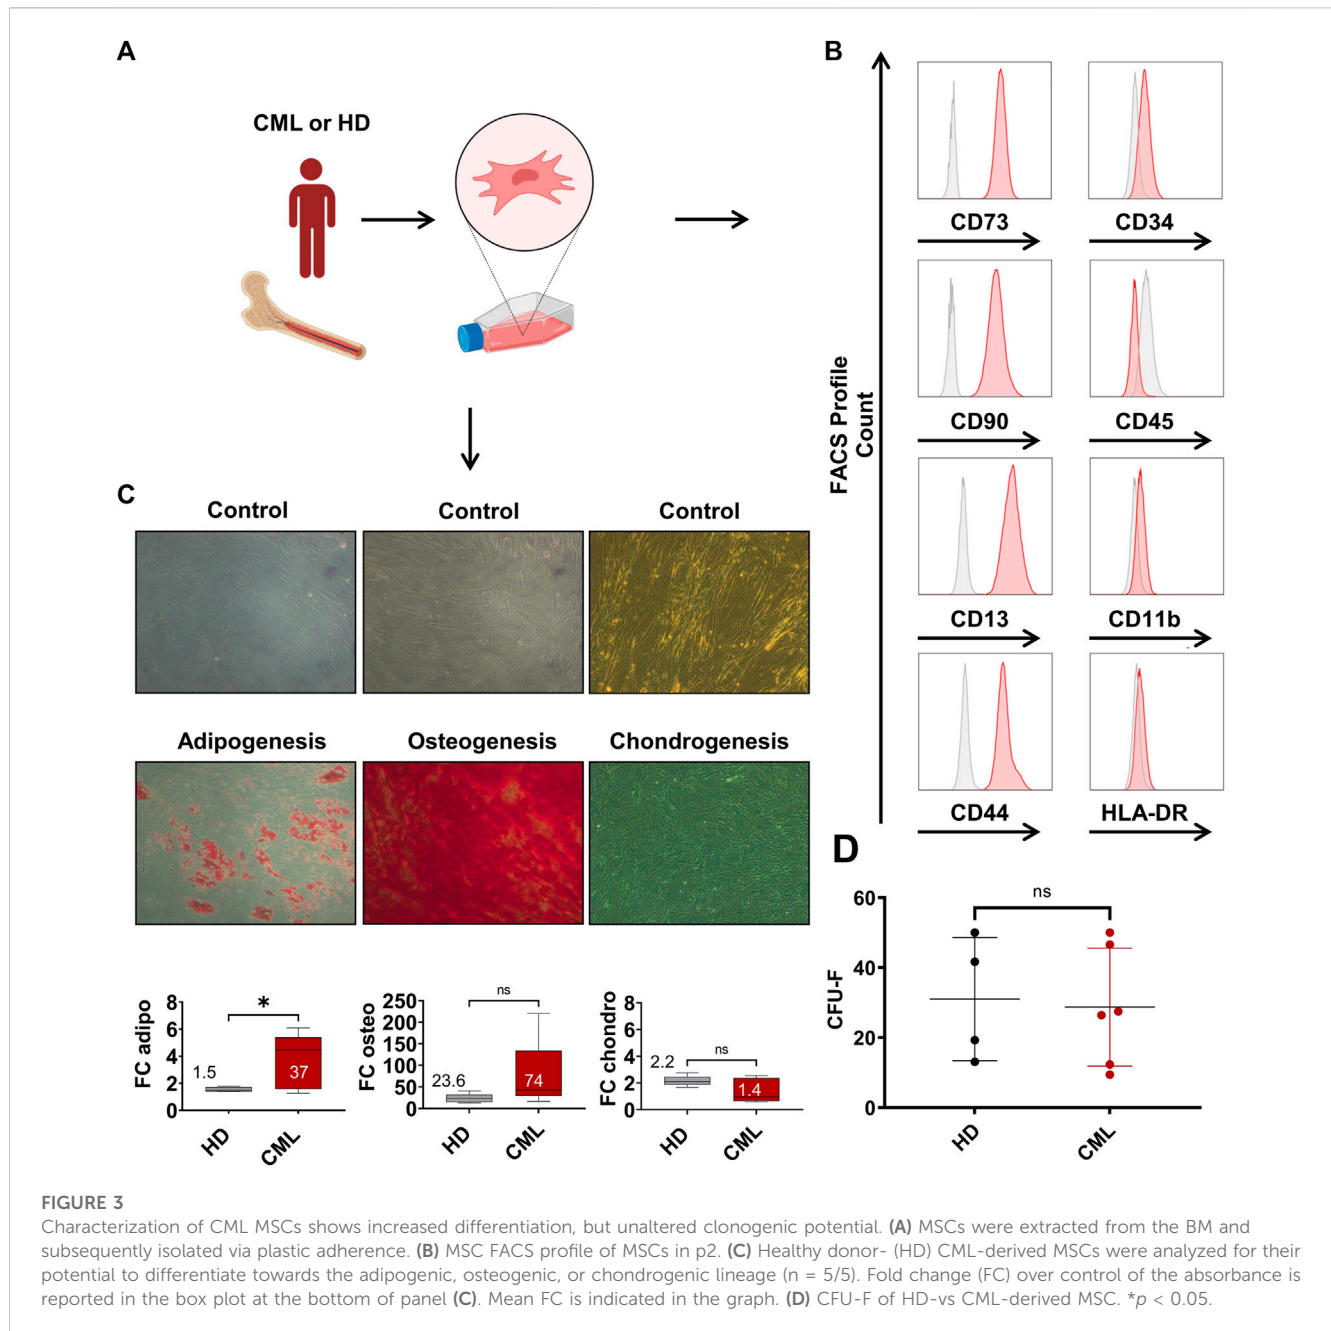 A
CML or HD
B
FACS Profile
Count
CD73
CD34
CD90
CD45
CD13
CD11b
CD44
HLA-DR
C
Control
Control
Control
Adipogenesis
Osteogenesis
Chondrogenesis
FC adipo
8
6
4
2
0
1.5
*
37
HD
CML
FC osteo
250
200
150
100
50
0
23.6
ns
74
HD
CML
FC chondro
8
6
4
2
0
2.2
ns
1.4
HD
CML
D
CFU-F
60
40
20
0
ns
HD
CML
FIGURE 3
Characterization of CML MSCs shows increased differentiation, but unaltered clonogenic potential. (A) MSCs were extracted from the BM and
subsequently isolated via plastic adherence. (B) MSC FACS profile of MSCs in p2. (C) Healthy donor- (HD) CML-derived MSCs were analyzed for their
potential to differentiate towards the adipogenic, osteogenic, or chondrogenic lineage (n = 5/5). Fold change (FC) over control of the absorbance is
reported in the box plot at the bottom of panel (C). Mean FC is indicated in the graph. (D) CFU-F of HD-vs CML-derived MSC. *p < 0.05.